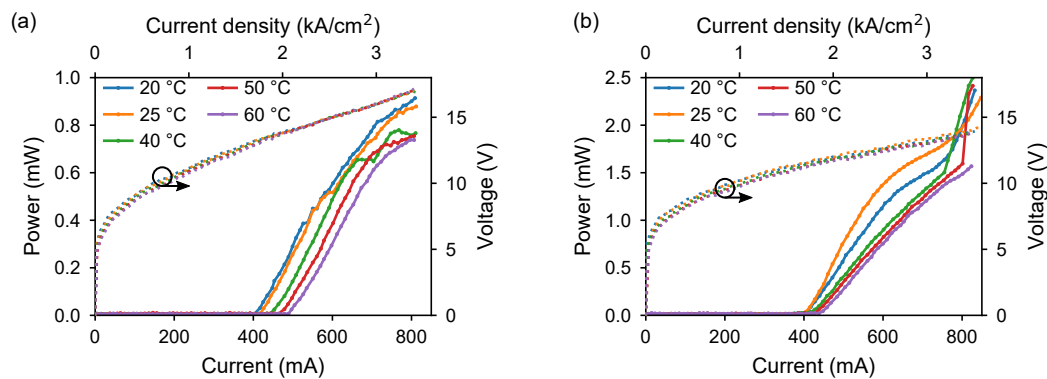 (a)
Current density (kA/cm²)
0 1 2 3
1.0
0.8
0.6
0.4
0.2
0.0
Power (mW)
20 °C
25 °C
40 °C
50 °C
60 °C
15
10
5
0
Voltage (V)
0 200 400 600 800
Current (mA)
(b)
Current density (kA/cm²)
0 1 2 3
2.5
2.0
1.5
1.0
0.5
0.0
Power (mW)
20 °C
25 °C
40 °C
50 °C
60 °C
15
10
5
0
Voltage (V)
0 200 400 600 800
Current (mA)